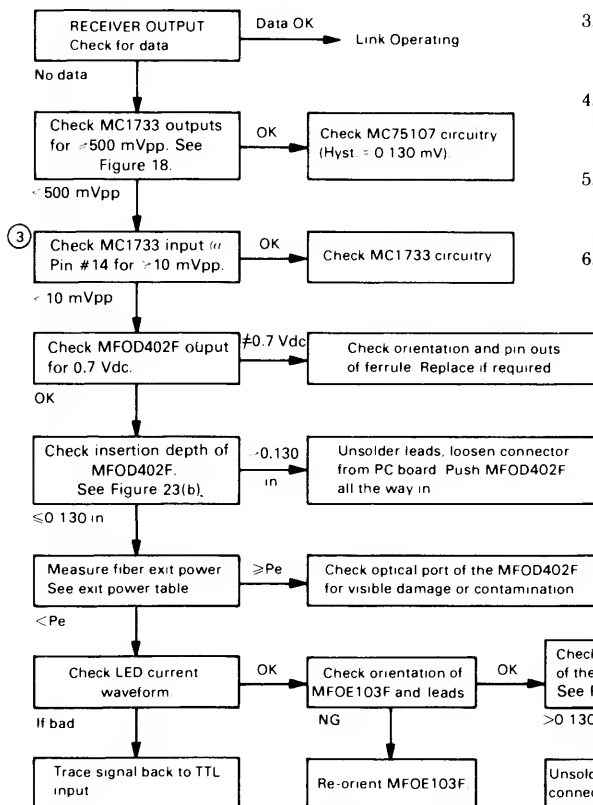 RECEIVER OUTPUT
Check for data
Data OK
Link Operating
3.
No data
4.
Check MC1733 outputs
for ≥500 mVpp. See
Figure 18.
OK
Check MC75107 circuitry
(Hyst = 0 130 mV).
<500 mVpp
5.
3
Check MC1733 input @
Pin #14 for >10 mVpp.
OK
Check MC1733 circuitry
6.
< 10 mVpp
Check MFOD402F ouput
for 0.7 Vdc.
≠0.7 Vdc
Check orientation and pin outs
of ferrule Replace if required
OK
Check insertion depth of
MFOD402F.
See Figure 23(b).
>0.130
in
Unsolder leads, loosen connector
from PC board Push MFOD402F
all the way in
≤0 130 in
Measure fiber exit power
See exit power table
≥Pe
Check optical port of the MFOD402F
for visible damage or contamination
<Pe
Check LED current
waveform.
OK
Check orientation of
MFOE103F and leads
OK
Check
of the
See F
If bad
NG
>0 130
Trace signal back to TTL
input
Re-orient MFOE103F.
Unsold
connec